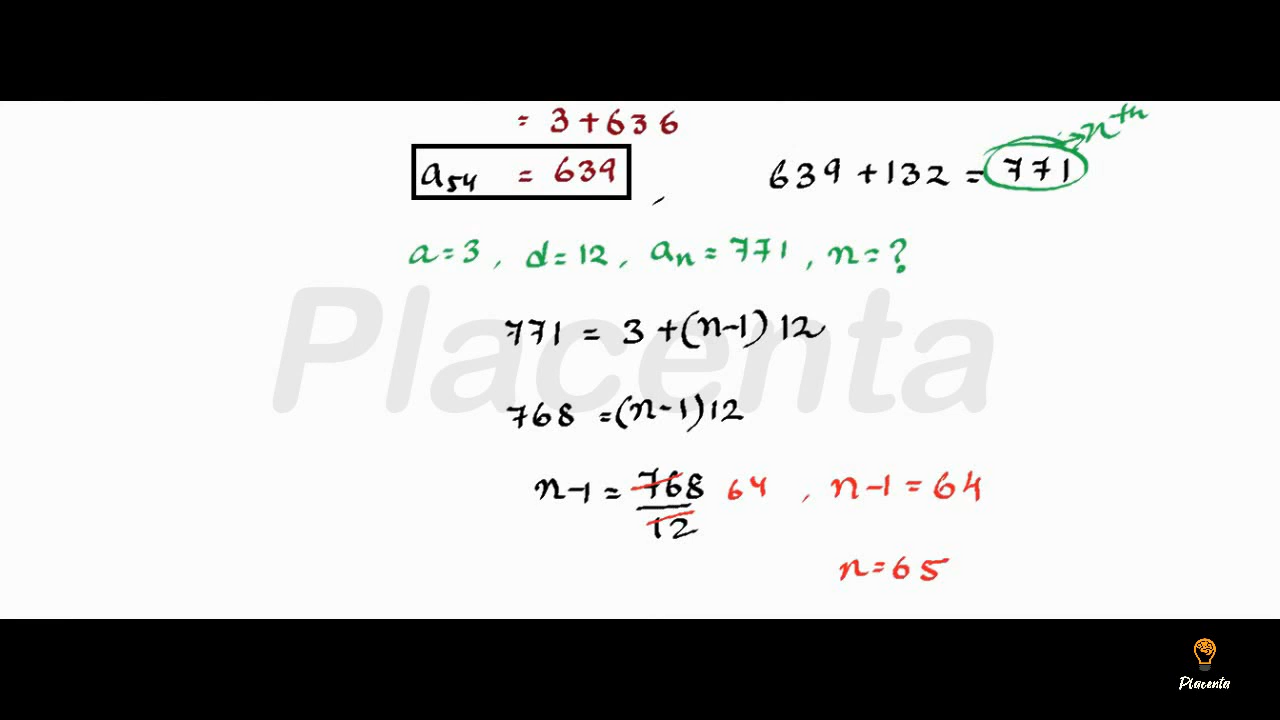 = 3 + 636
a54 = 639 , 639 + 132 = 771 → nth
a = 3 , d = 12 , an = 771 , n = ?
771 = 3 + (n-1) 12
Placenta
768 = (n-1) 12
n-1 = 768/12 64 , n-1 = 64
n = 65
Placenta